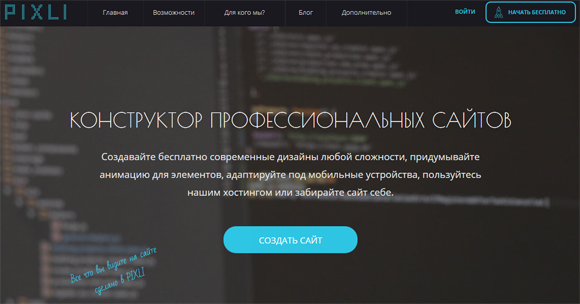 PIXLI
Главная Возможности Для кого мы? Блог Дополнительно ВОЙТИ НАЧАТЬ БЕСПЛАТНО
КОНСТРУКТОР ПРОФЕССИОНАЛЬНЫХ САЙТОВ
Создавайте бесплатно современные дизайны любой сложности, придумывайте
анимацию для элементов, адаптируйте под мобильные устройства, пользуйтесь
нашим хостингом или забирайте сайт себе.
СОЗДАТЬ САЙТ
Все что вы видите на сайте
сделано в PIXLI